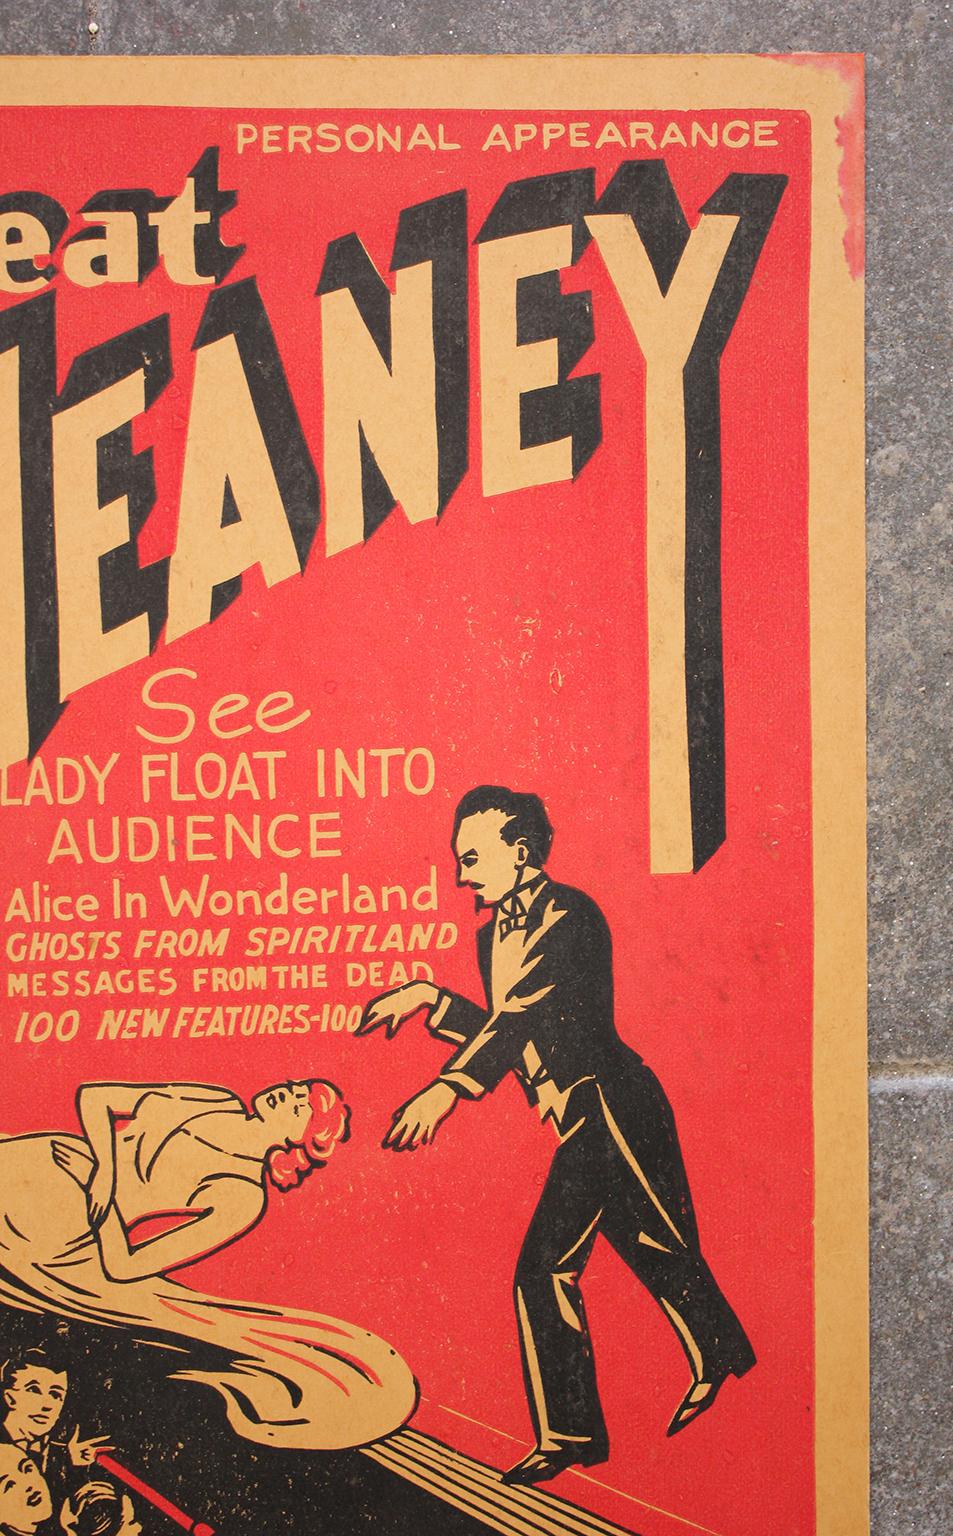 PERSONAL APPEARANCE
eat
EANEY
See
LADY FLOAT INTO
AUDIENCE
Alice In Wonderland
GHOSTS FROM SPIRITLAND
MESSAGES FROM THE DEAD
100 NEW FEATURES-100